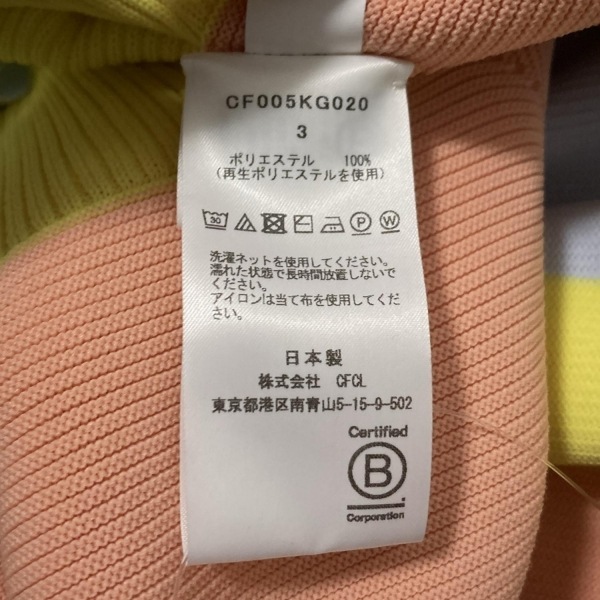 CF005KG020
3
ポリエステル 100%
(再生ポリエステルを使用)
30 P W
洗濯ネットを使用してください。
濡れた状態で長時間放置しないで
ください。
アイロンは当て布を使用してくだ
さい。
日本製
株式会社 CFCL
東京都港区南青山5-15-9-502
Certified
B
Corporation